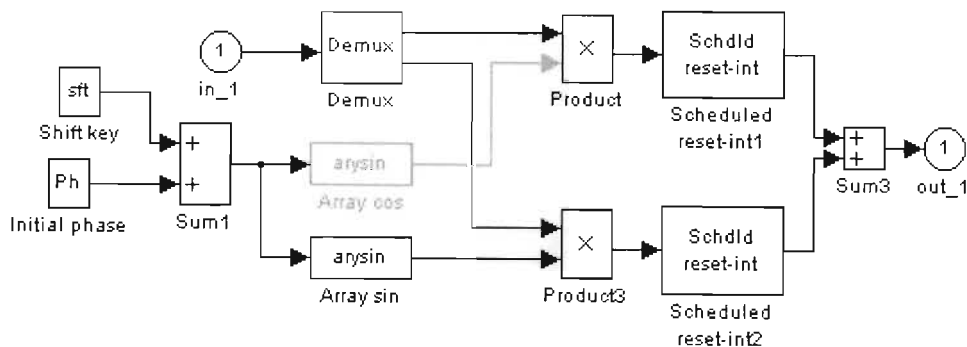 1
in_1
Demux
Demux
×
Product
Schdld
reset-int
Scheduled
reset-int1
sft
Shift key
Ph
Initial phase
+
+
Sum1
arysin
Array cos
arysin
Array sin
×
Product3
Schdld
reset-int
Scheduled
reset-int2
+
+
Sum3
1
out_1